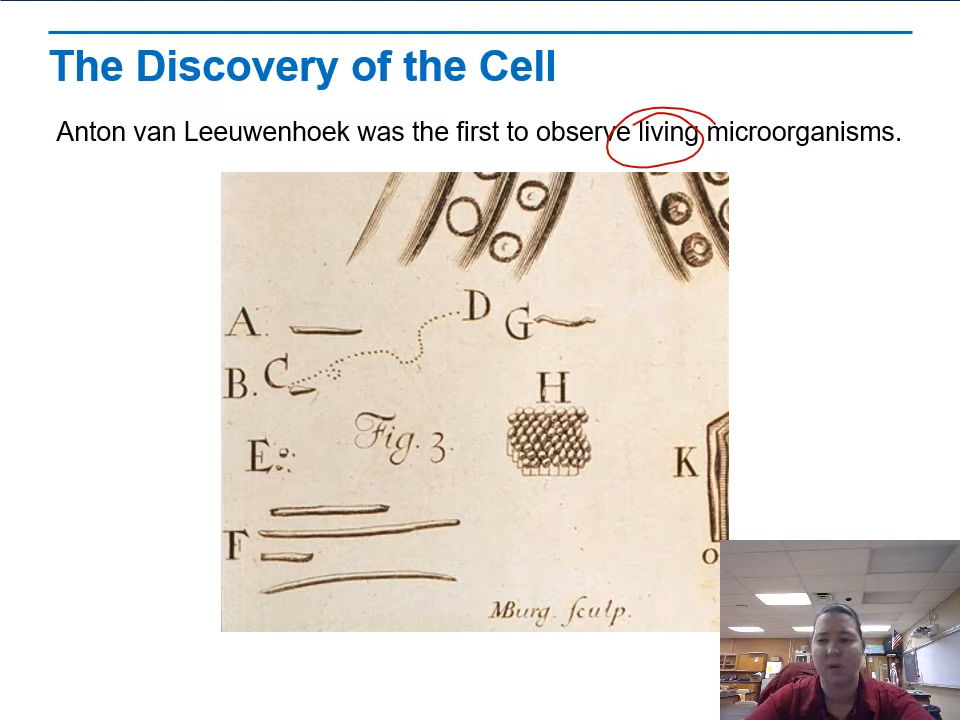 The Discovery of the Cell
Anton van Leeuwenhoek was the first to observe living microorganisms.
A.
D
G
B.
C
H
E
Fig. 3.
K
F
o
MBurg. sculp.